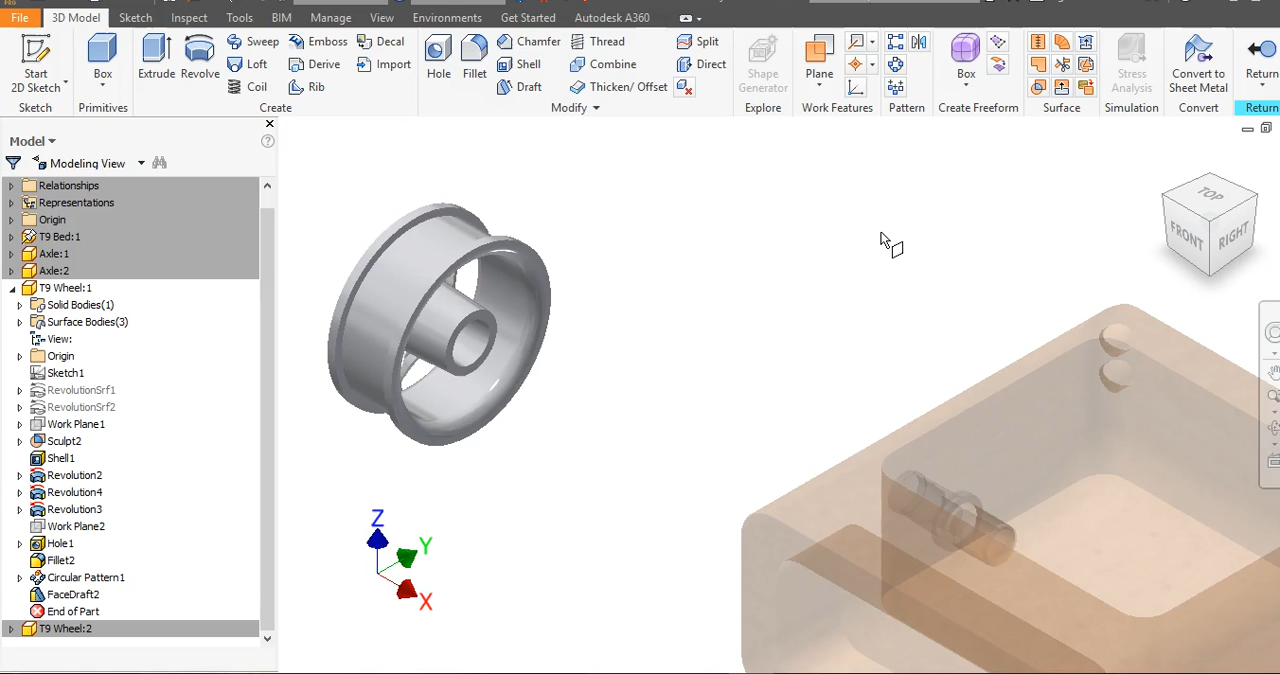 File 3D Model Sketch Inspect Tools BIM Manage View Environments Get Started Autodesk A360
Start
2D Sketch
Box
Extrude
Revolve
Sweep
Emboss
Decal
Loft
Derive
Import
Coil
Rib
Hole
Fillet
Chamfer
Thread
Split
Shell
Combine
Direct
Draft
Thicken/ Offset
Shape
Generator
Plane
Box
Stress
Analysis
Convert to
Sheet Metal
Return
Sketch Primitives Create Modify Explore Work Features Pattern Create Freeform Surface Simulation Convert Return
Model
Modeling View
Relationships
Representations
Origin
T9 Bed:1
Axle:1
Axle:2
T9 Wheel:1
Solid Bodies(1)
Surface Bodies(3)
View:
Origin
Sketch1
RevolutionSrf1
RevolutionSrf2
Work Plane1
Sculpt2
Shell1
Revolution2
Revolution4
Revolution3
Work Plane2
Hole1
Fillet2
Circular Pattern1
FaceDraft2
End of Part
T9 Wheel:2
TOP
FRONT
RIGHT
Z
Y
X